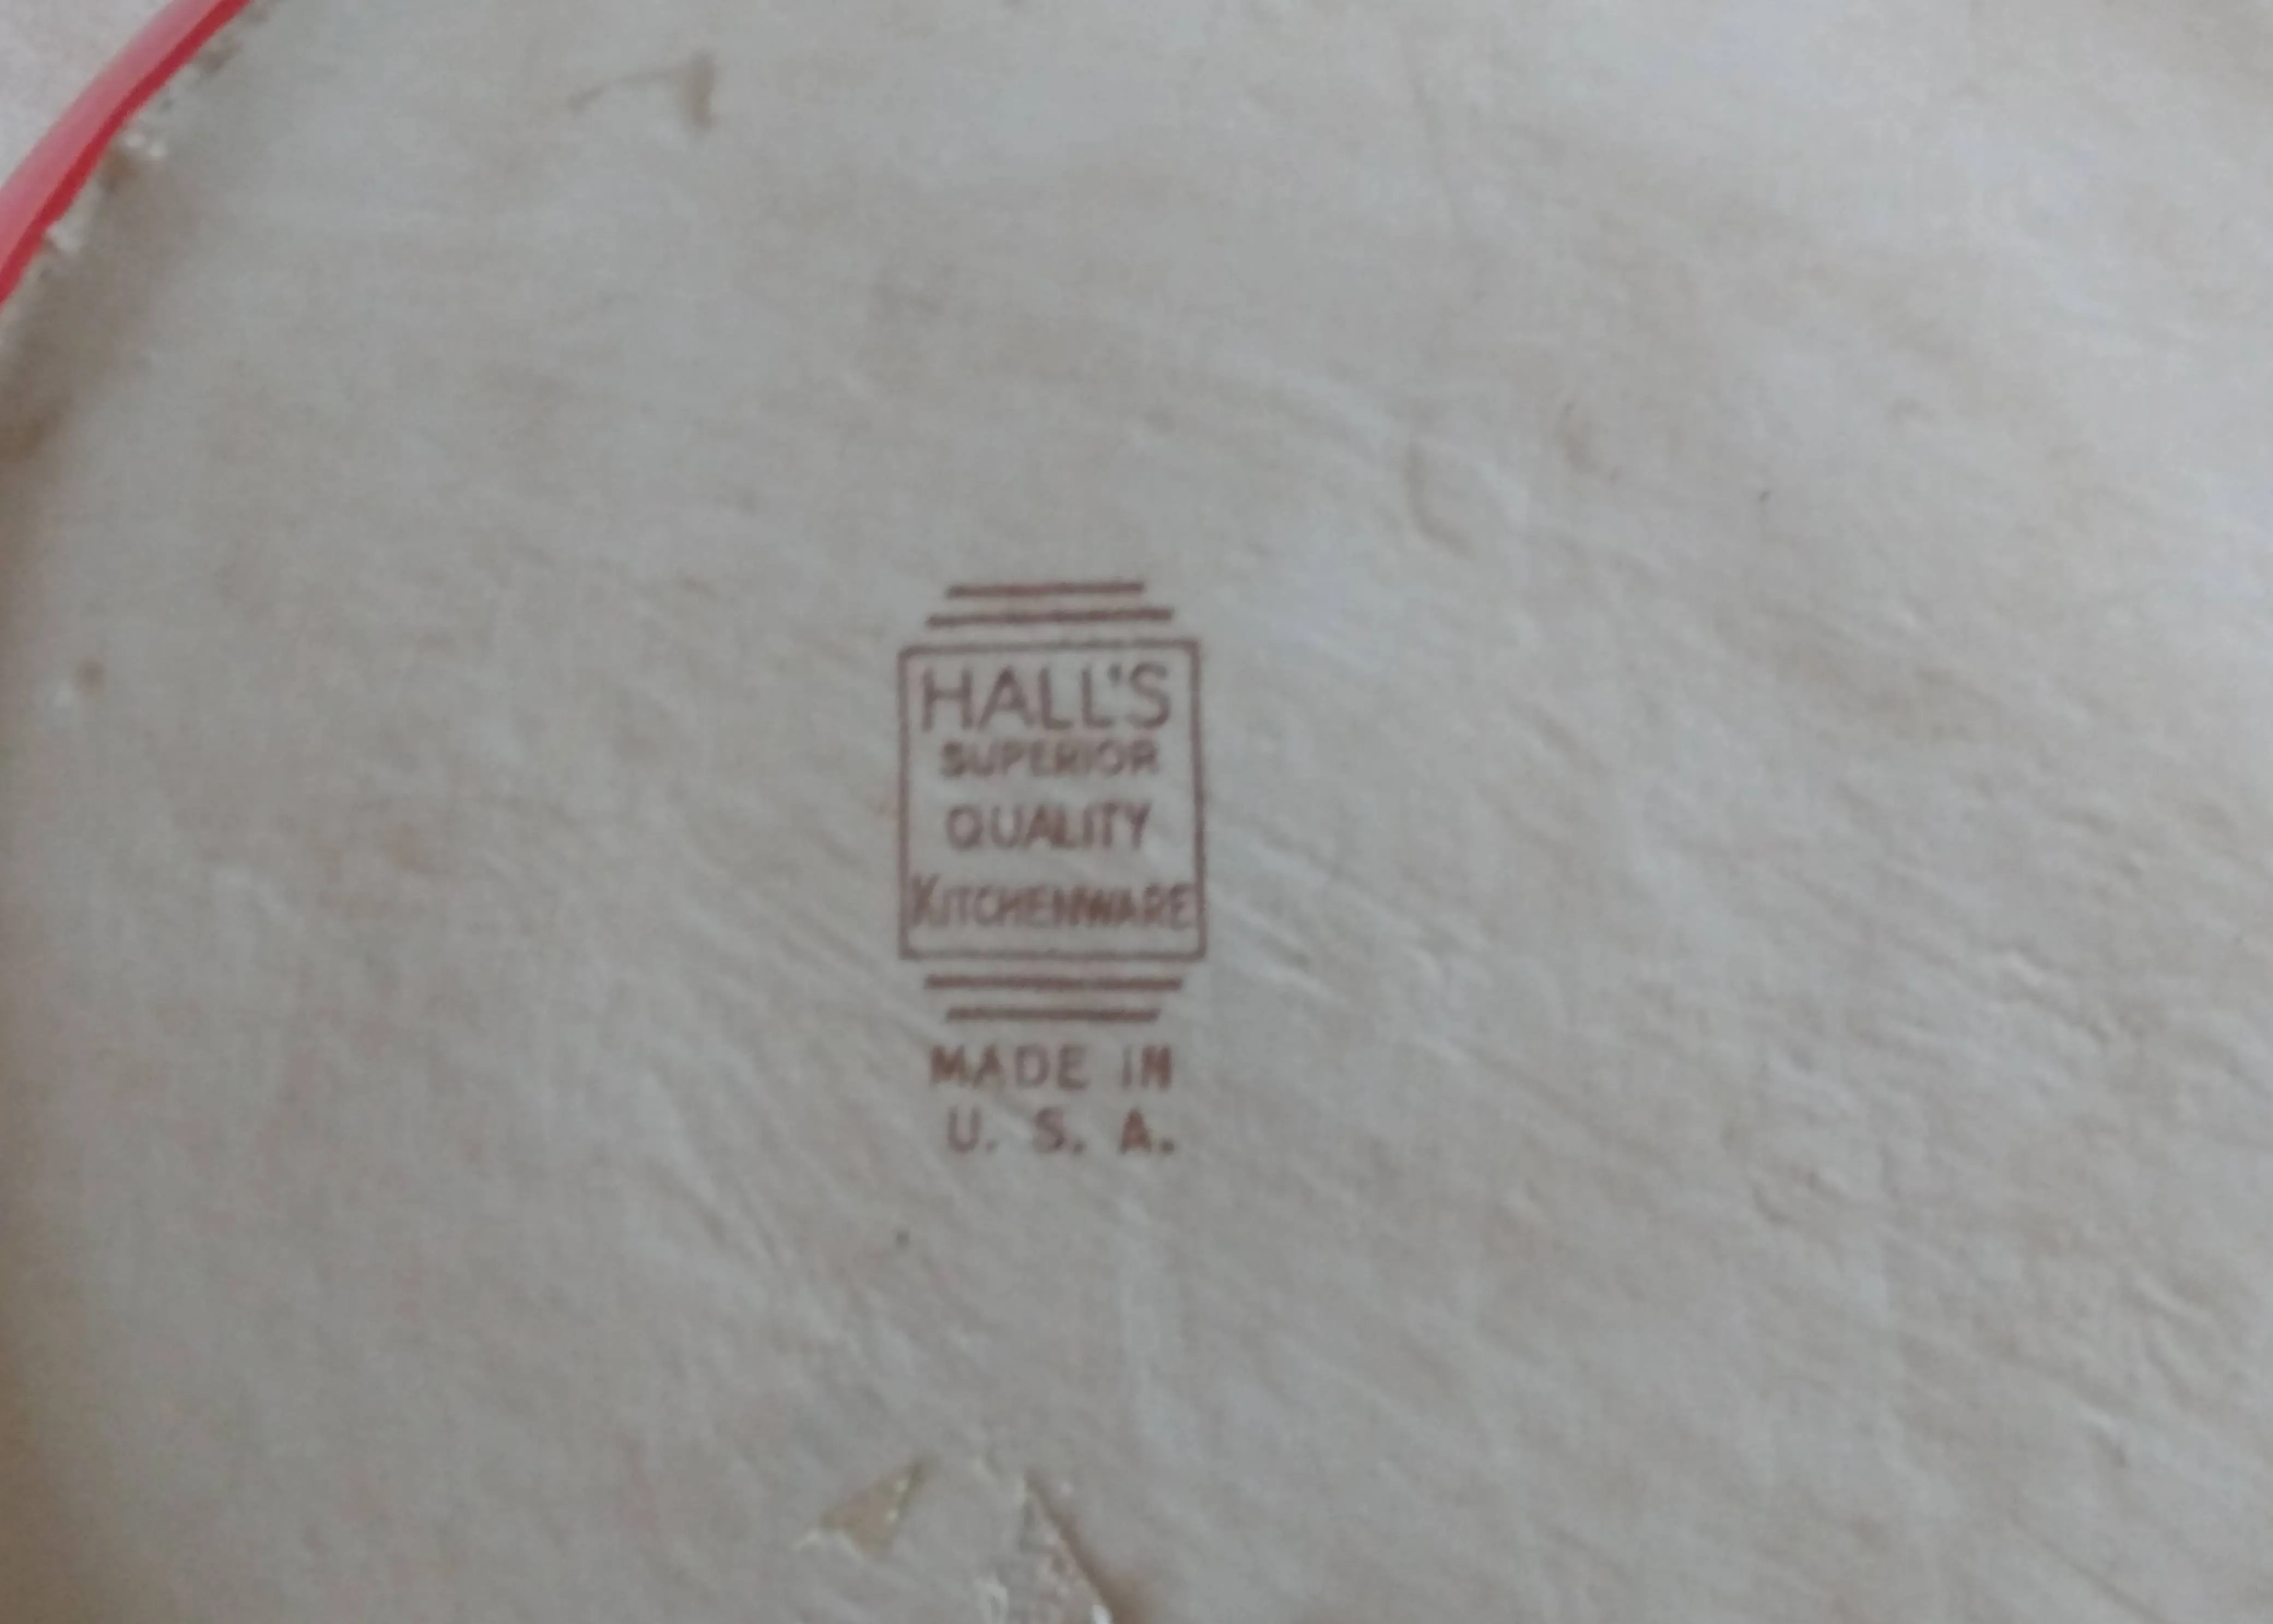 HALL'S
SUPERIOR
QUALITY
KITCHENWARE
MADE IN
U. S. A.